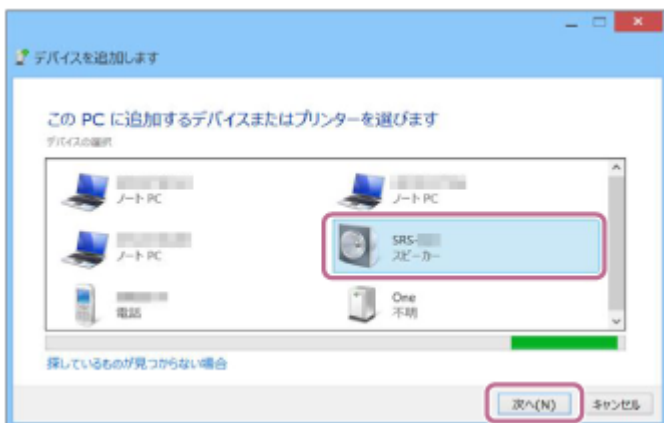 デバイスを追加します
この PC に追加するデバイスまたはプリンターを選びます
デバイスの選択
ノート PC
ノート PC
ノート PC
SRS-
スピーカー
電話
One
不明
探しているものが見つからない場合
次へ(N)
キャンセル